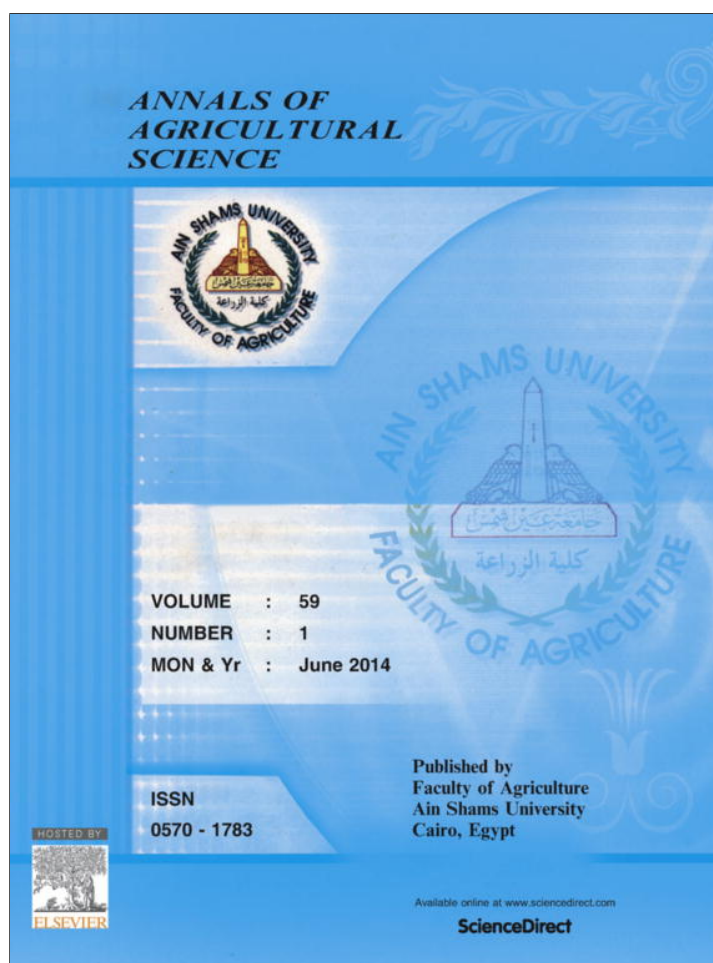 ANNALS OF
AGRICULTURAL
SCIENCE
AIN SHAMS UNIVERSITY
جامعة عين شمس
كلية الزراعة
FACULTY OF AGRICULTURE
AIN SHAMS UNIVERSITY
جامعة عين شمس
كلية الزراعة
FACULTY OF AGRICULTURE
VOLUME : 59
NUMBER : 1
MON & Yr : June 2014
Published by
Faculty of Agriculture
Ain Shams University
Cairo, Egypt
ISSN
0570 - 1783
HOSTED BY
ELSEVIER
Available online at www.sciencedirect.com
ScienceDirect